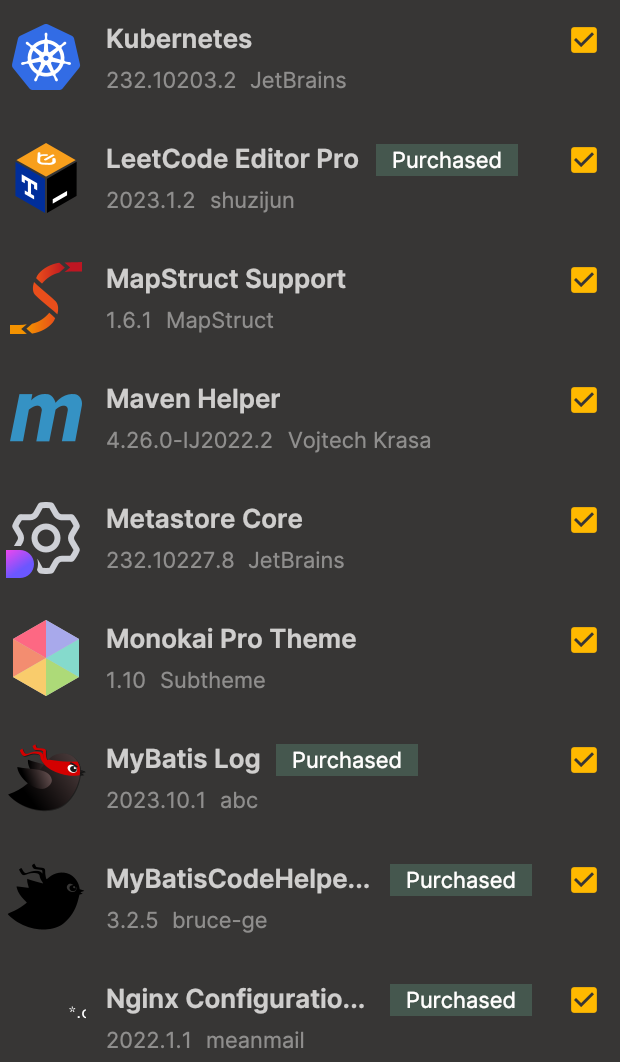 Kubernetes
232.10203.2 JetBrains
LeetCode Editor Pro Purchased
2023.1.2 shuzijun
MapStruct Support
1.6.1 MapStruct
Maven Helper
4.26.0-IJ2022.2 Vojtech Krasa
Metastore Core
232.10227.8 JetBrains
Monokai Pro Theme
1.10 Subtheme
MyBatis Log Purchased
2023.10.1 abc
MyBatisCodeHelpe... Purchased
3.2.5 bruce-ge
Nginx Configuratio... Purchased
2022.1.1 meanmail